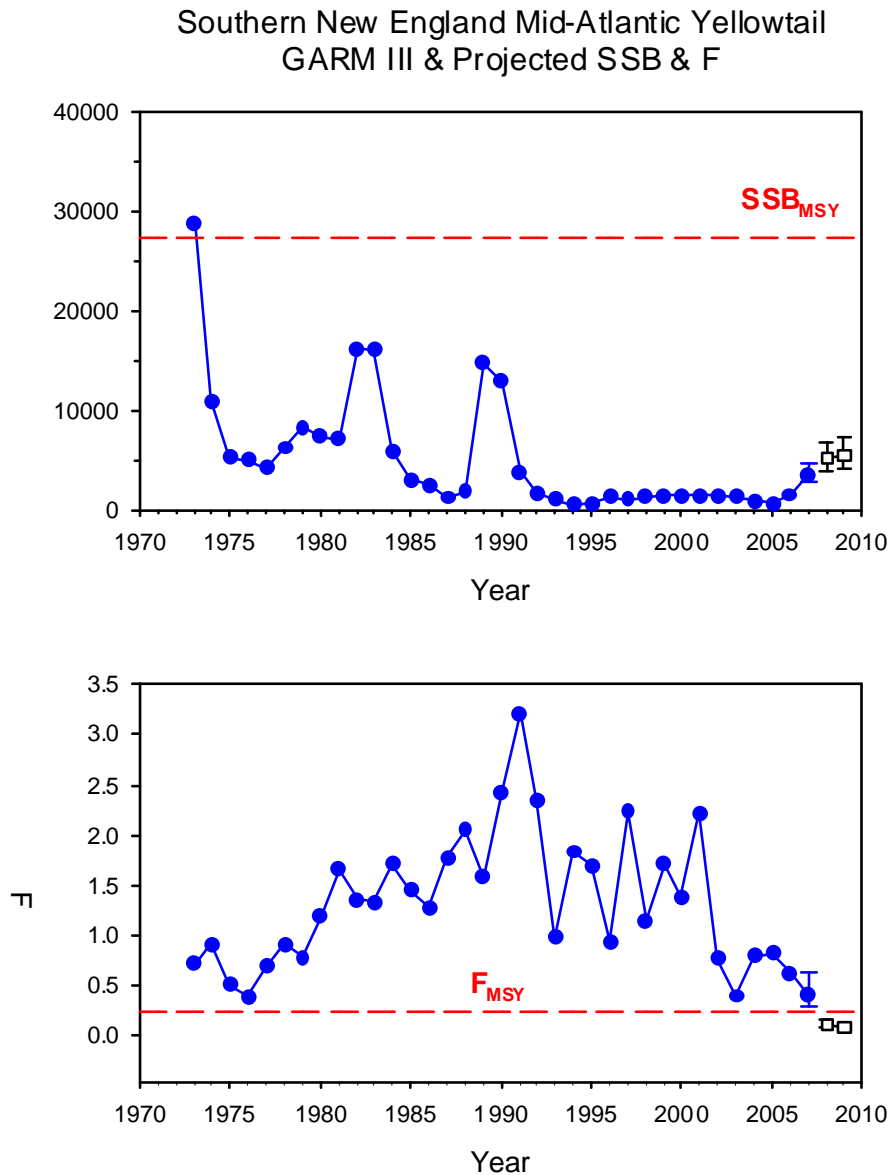 Southern New England Mid-Atlantic Yellowtail
GARM III & Projected SSB & F
40000
30000
20000
10000
0
SSBMSY
1970 1975 1980 1985 1990 1995 2000 2005 2010
Year
3.5
3.0
2.5
2.0
1.5
1.0
0.5
0.0
F
FMSY
1970 1975 1980 1985 1990 1995 2000 2005 2010
Year